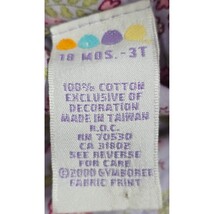 18 MOS.-3T
100% COTTON
EXCLUSIVE OF
DECORATION
MADE IN TAIWAN
R.O.C.
RN 70530
CA 31802
SEE REVERSE
FOR CARE
©2000 GYMBOREE
FABRIC PRINT